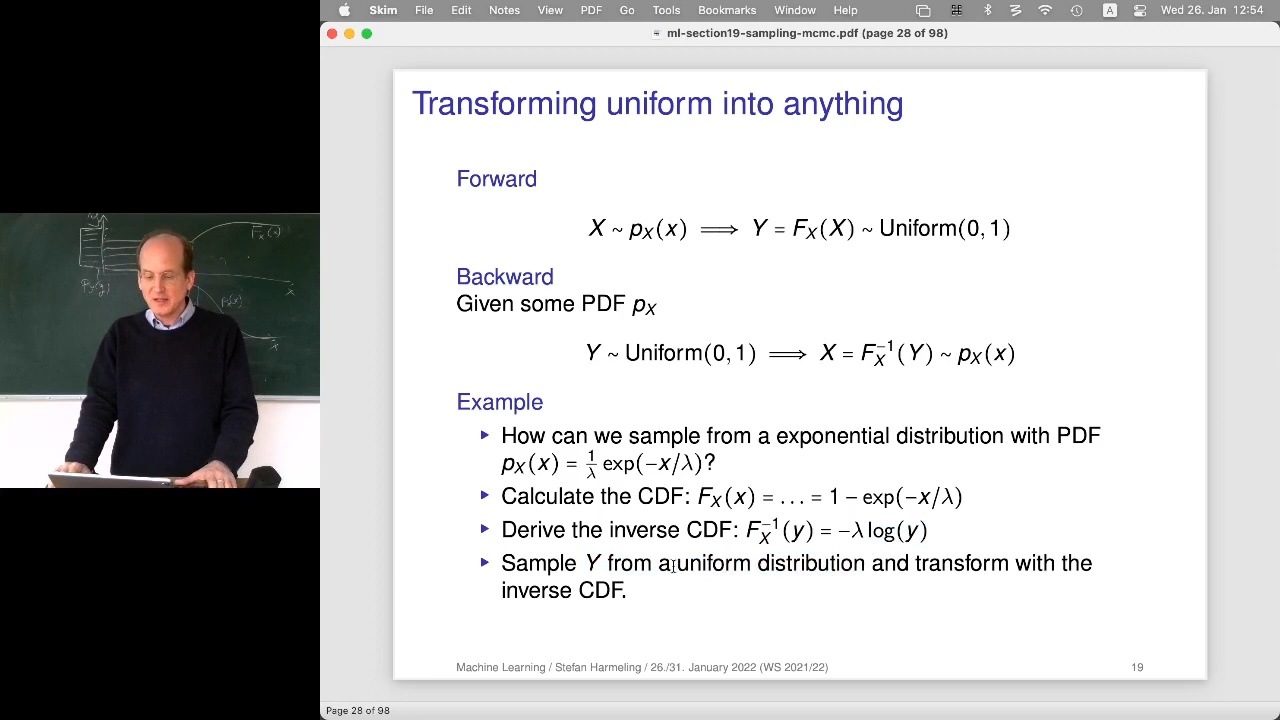 Skim File Edit Notes View PDF Go Tools Bookmarks Window Help A Wed 26. Jan 12:54
ml-section19-sampling-mcmc.pdf (page 28 of 98)
Transforming uniform into anything
Forward
X ~ p_X(x) ⟹ Y = F_X(X) ~ Uniform(0, 1)
Backward
Given some PDF p_X
Y ~ Uniform(0, 1) ⟹ X = F_X^{-1}(Y) ~ p_X(x)
Example
▸ How can we sample from a exponential distribution with PDF
p_X(x) = 1/λ exp(−x/λ)?
▸ Calculate the CDF: F_X(x) = . . . = 1 − exp(−x/λ)
▸ Derive the inverse CDF: F_X^{-1}(y) = −λ log(y)
▸ Sample Y from a uniform distribution and transform with the
inverse CDF.
Machine Learning / Stefan Harmeling / 26./31. January 2022 (WS 2021/22) 19
Page 28 of 98
F_X(x)
x
p_Y(y)
p_X(x)
x